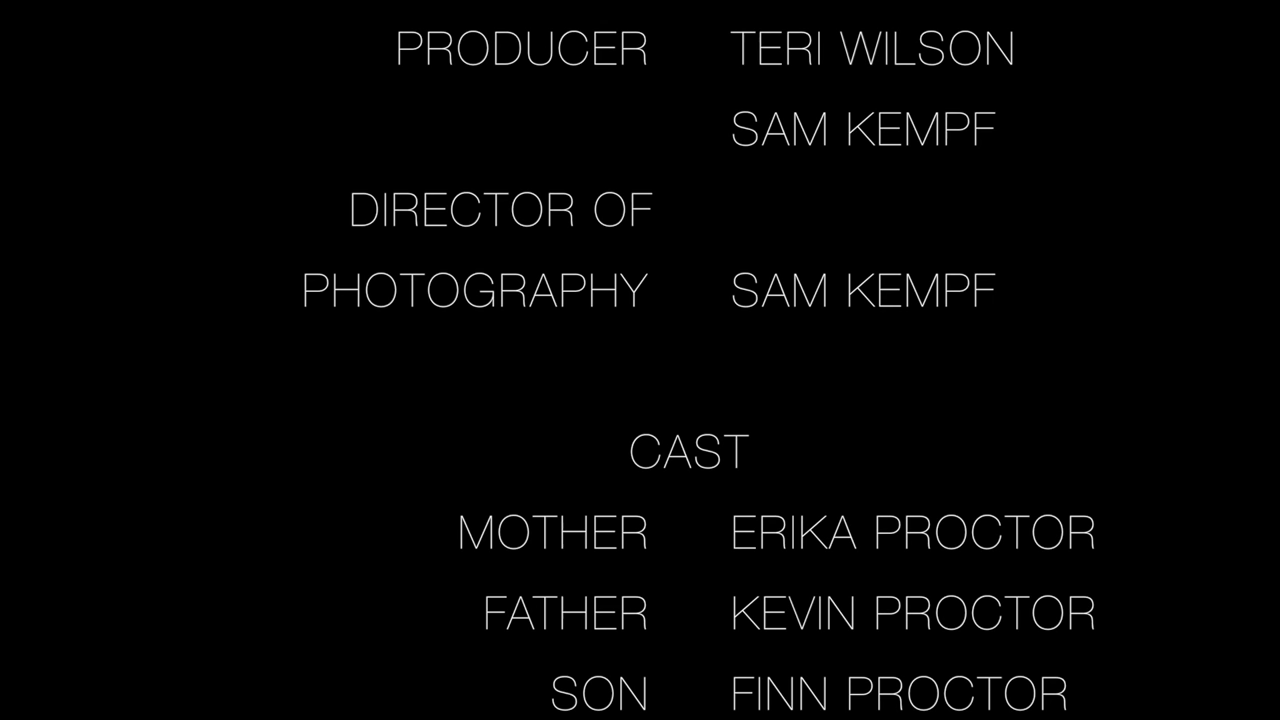 PRODUCER TERI WILSON
SAM KEMPF
DIRECTOR OF
PHOTOGRAPHY SAM KEMPF
CAST
MOTHER ERIKA PROCTOR
FATHER KEVIN PROCTOR
SON FINN PROCTOR